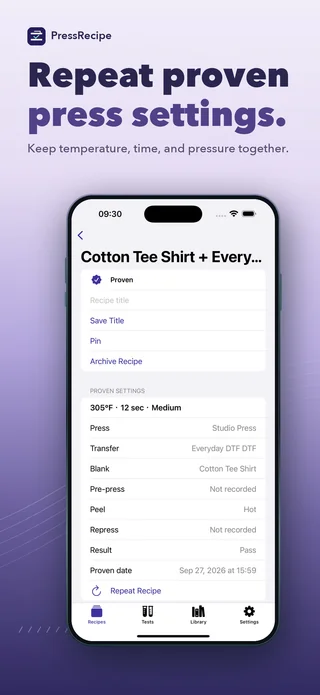 PressRecipe
Repeat proven
press settings.
Keep temperature, time, and pressure together.
09:30
Cotton Tee Shirt + Every...
Proven
Recipe title
Save Title
Pin
Archive Recipe
PROVEN SETTINGS
305°F · 12 sec · Medium
Press Studio Press
Transfer Everyday DTF DTF
Blank Cotton Tee Shirt
Pre-press Not recorded
Peel Hot
Repress Not recorded
Result Pass
Proven date Sep 27, 2026 at 15:59
Repeat Recipe
Recipes Tests Library Settings